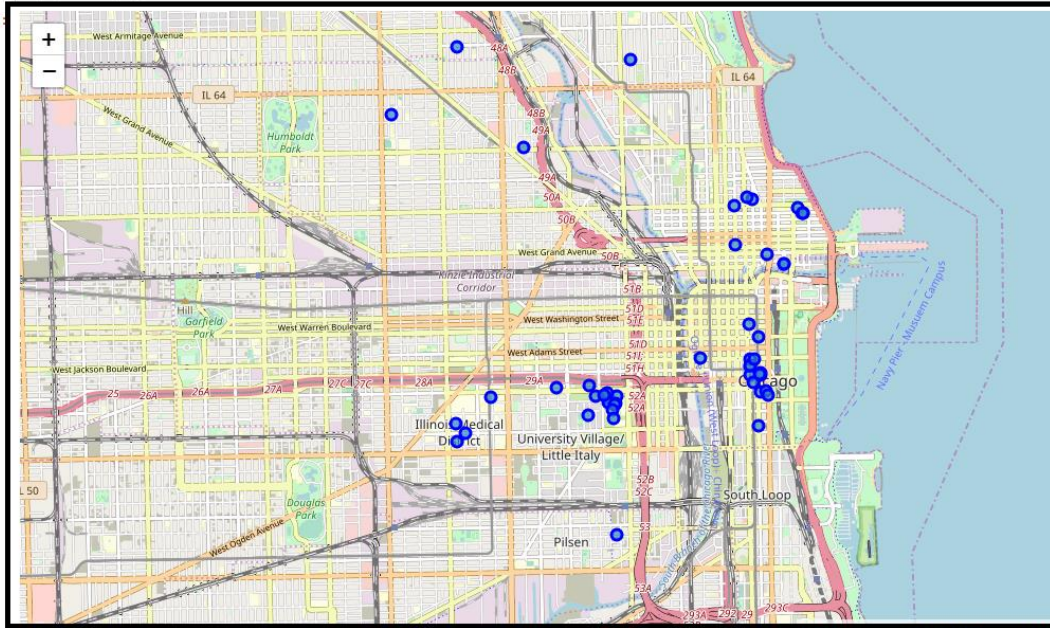 +
−
West Armitage Avenue
48A
48B
IL 64
IL 64
West Grand Avenue
Humboldt
Park
48B
49A
49A
50A
50B
West Grand Avenue
50B
Kinzie Industrial
Corridor
51B
Hill
Garfield
Park
51D
51E
West Washington Street
West Warren Boulevard
51D
51I;
51H
West Adams Street
West Jackson Boulevard
25
26A
26A
27A
27C
27C
28A
29A
52A
52A
Chicago
Illinois Medical
District
University Village/
Little Italy
Navy Pier - Musuem Campus
52B
52C
L 50
Douglas
Park
South Loop
West Ogden Avenue
53
Pilsen
53A
293A
292
29
293C